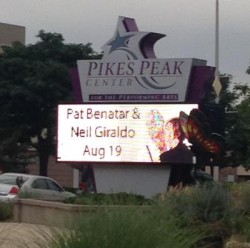 PIKES PEAK
CENTER
FOR THE PERFORMING ARTS
Pat Benatar &
Neil Giraldo
Aug 19